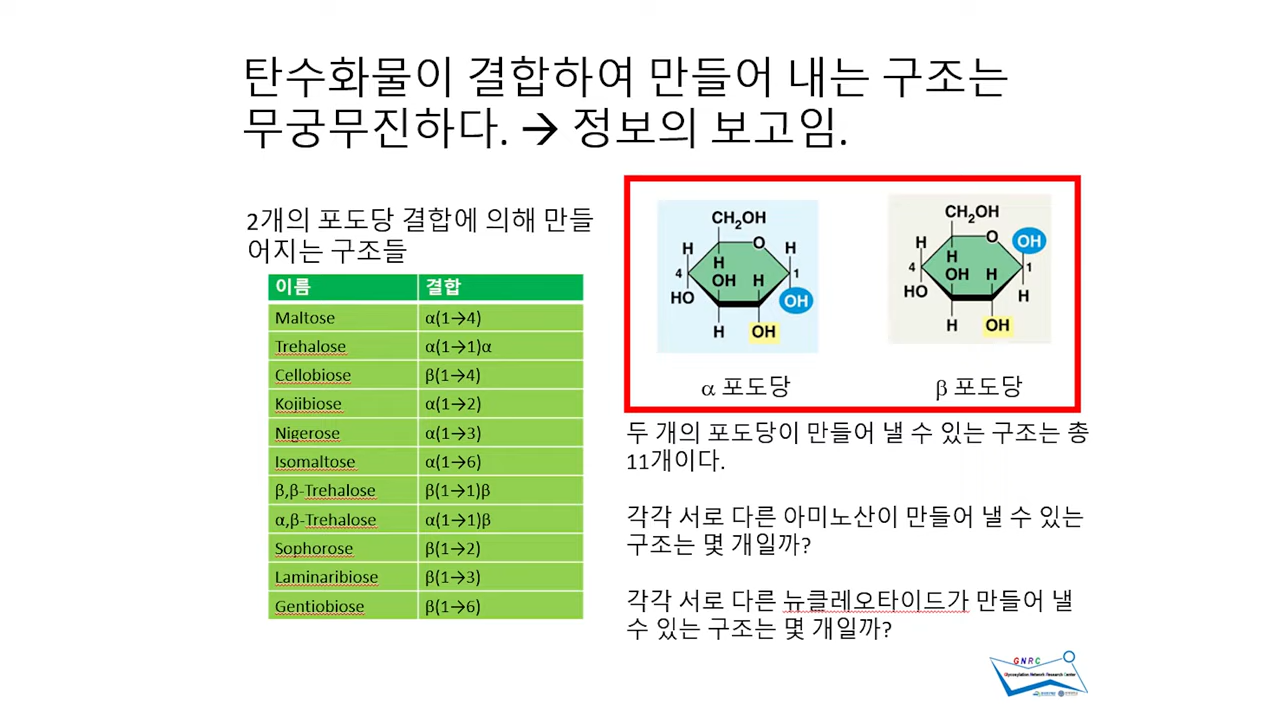 탄수화물이 결합하여 만들어 내는 구조는
무궁무진하다. → 정보의 보고임.
2개의 포도당 결합에 의해 만들
어지는 구조들
이름 결합
Maltose α(1→4)
Trehalose α(1→1)α
Cellobiose β(1→4)
Kojibiose α(1→2)
Nigerose α(1→3)
Isomaltose α(1→6)
β,β-Trehalose β(1→1)β
α,β-Trehalose α(1→1)β
Sophorose β(1→2)
Laminaribiose β(1→3)
Gentiobiose β(1→6)
CH₂OH
H O H
4 H 1
OH H
HO OH
H OH
α 포도당
CH₂OH
H O OH
4 H 1
OH H
HO H
H OH
β 포도당
두 개의 포도당이 만들어 낼 수 있는 구조는 총
11개이다.
각각 서로 다른 아미노산이 만들어 낼 수 있는
구조는 몇 개일까?
각각 서로 다른 뉴클레오타이드가 만들어 낼
수 있는 구조는 몇 개일까?
GNRC
Glycosylation Network Research Center